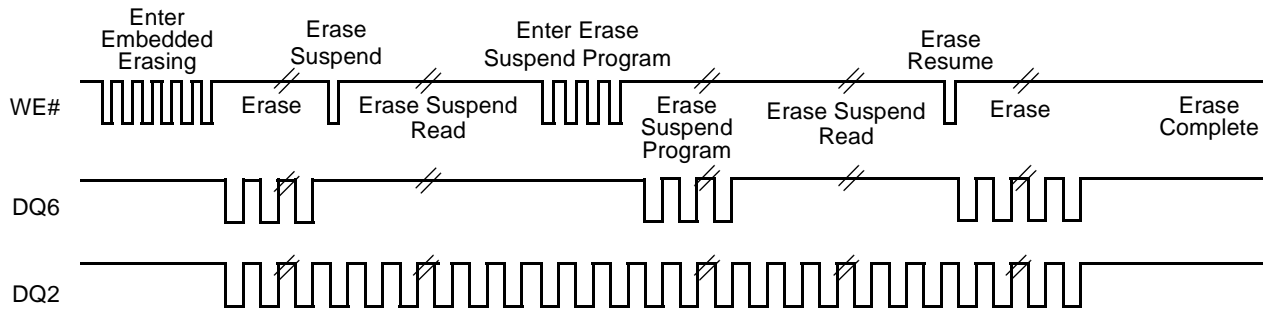 Enter
Embedded
Erasing
Erase
Suspend
Enter Erase
Suspend Program
Erase
Resume
WE#
Erase
Erase Suspend
Read
Erase
Suspend
Program
Erase Suspend
Read
Erase
Erase
Complete
DQ6
DQ2